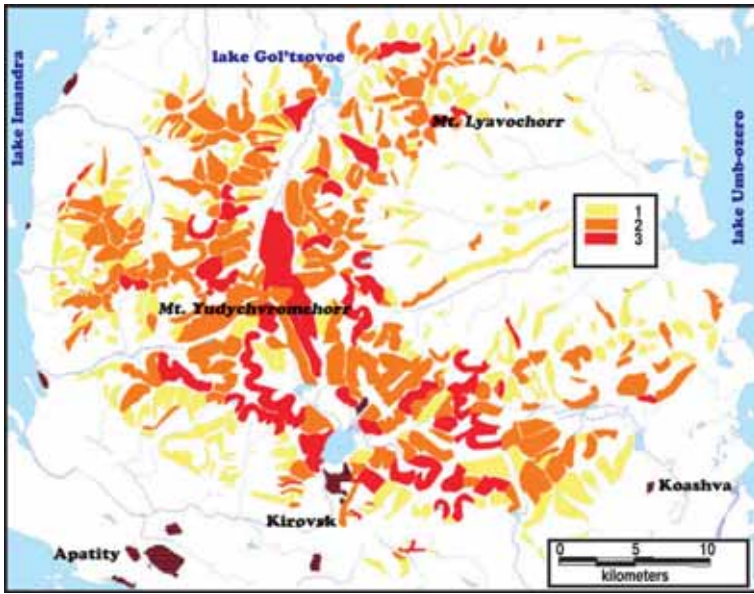 lake Gol'tsovoe
lake Imandra
Mt. Lyavochorr
lake Umb-ozero
1
2
3
Mt. Yudychvromchorr
Koashva
Kirovsk
Apatity
0 5 10
kilometers